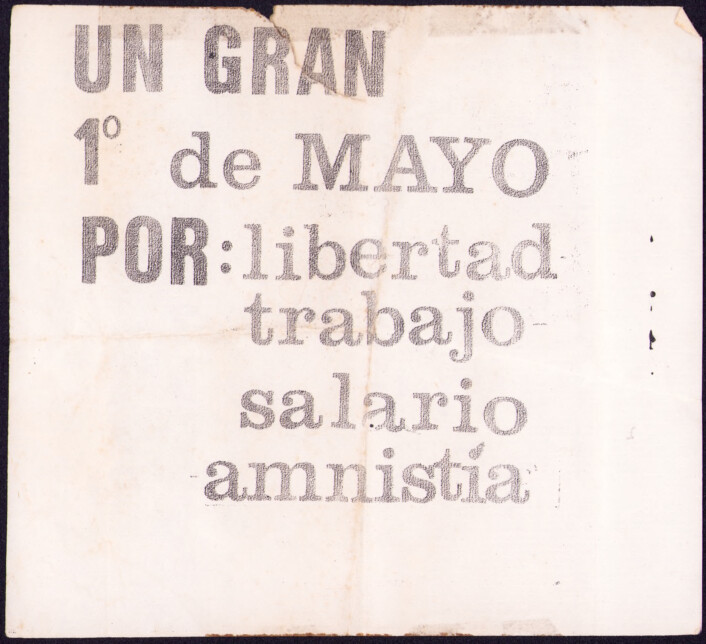 UN GRAN
1º de MAYO
POR: libertad
trabajo
salario
amnistía